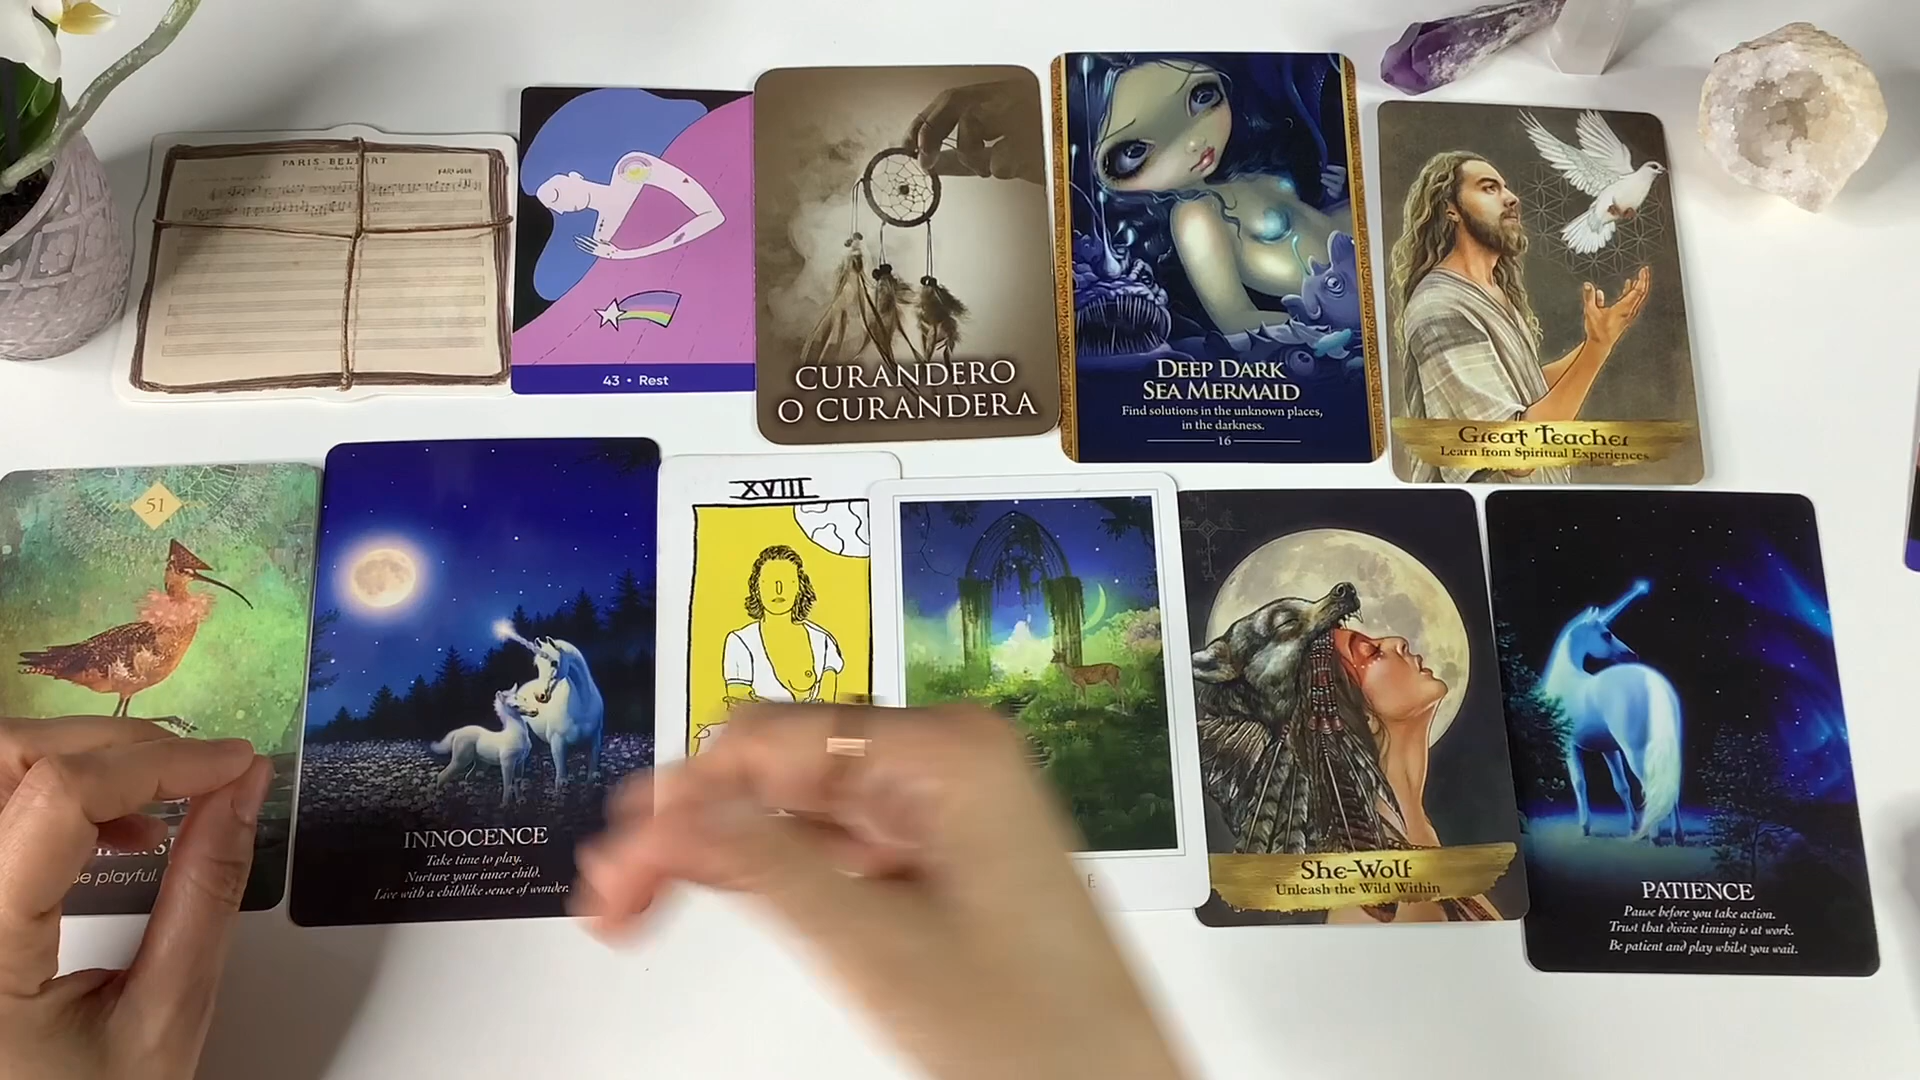 PARIS-BELFORT
43 • Rest
CURANDERO
O CURANDERA
DEEP DARK
SEA MERMAID
Find solutions in the unknown places,
in the darkness.
16
Great Teacher
Learn from Spiritual Experiences
51
Be playful.
INNOCENCE
Take time to play.
Nurture your inner child.
Live with a childlike sense of wonder.
XVIII
E
She-Wolf
Unleash the Wild Within
PATIENCE
Pause before you take action.
Trust that divine timing is at work.
Be patient and play whilst you wait.